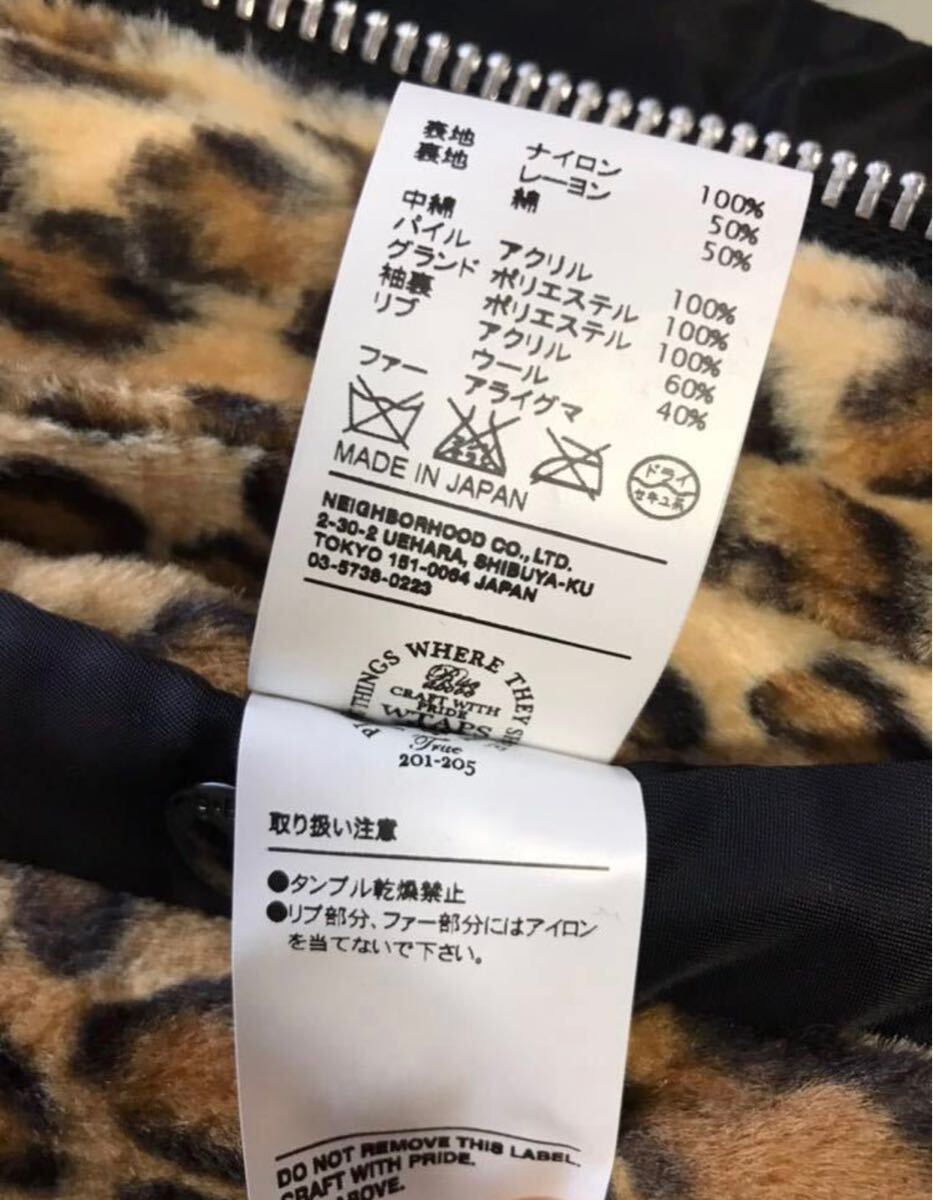 表地 ナイロン 100%
裏地 レーヨン 50%
綿 50%
中綿
パイル アクリル 100%
グランド ポリエステル 100%
袖裏 ポリエステル 100%
リブ アクリル 60%
ウール 40%
ファー アライグマ
ドライ
セキユ系
MADE IN JAPAN
NEIGHBORHOOD CO., LTD.
2-30-2 UEHARA, SHIBUYA-KU
TOKYO 151-0064 JAPAN
03-5738-0223
THINGS WHERE THEY
Rise above
CRAFT WITH
PRIDE
WTAPS
True
201-205
取り扱い注意
●タンブル乾燥禁止
●リブ部分、ファー部分にはアイロン
を当てないで下さい。
DO NOT REMOVE THIS LABEL.
CRAFT WITH PRIDE.
ABOVE.